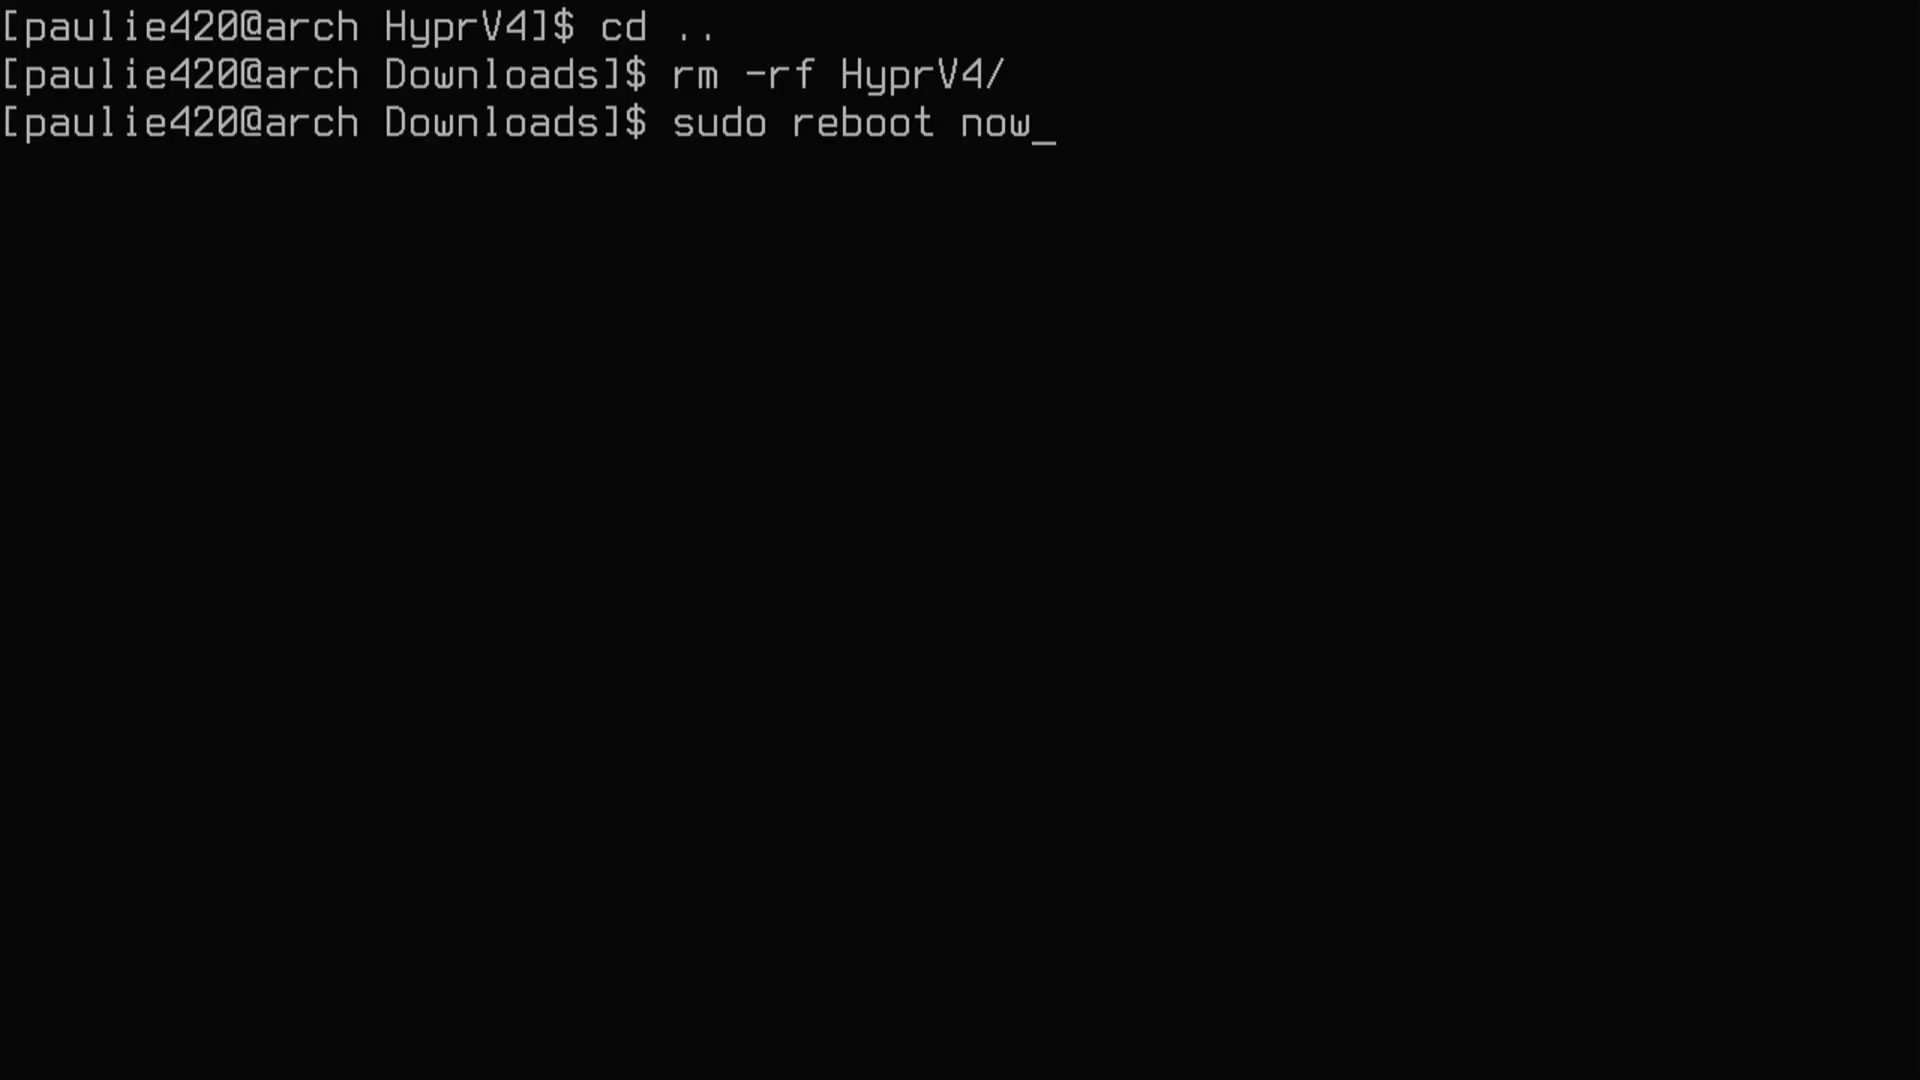 [paulie420@arch HyprV4]$ cd ..
[paulie420@arch Downloads]$ rm -rf HyprV4/
[paulie420@arch Downloads]$ sudo reboot now_